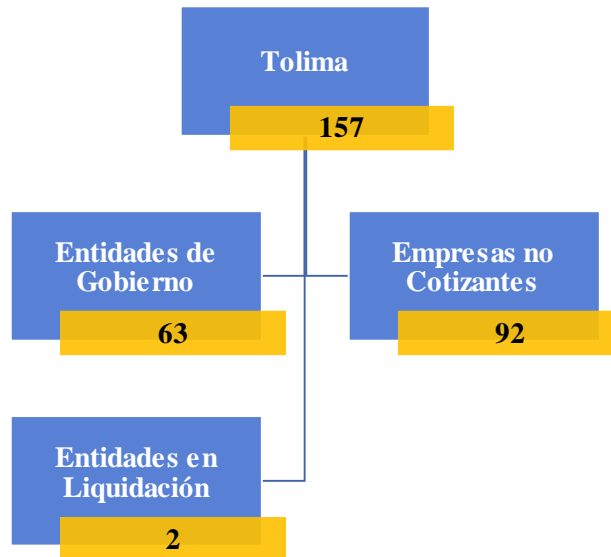 Tolima
157
Entidades de
Gobierno
63
Empresas no
Cotizantes
92
Entidades en
Liquidación
2